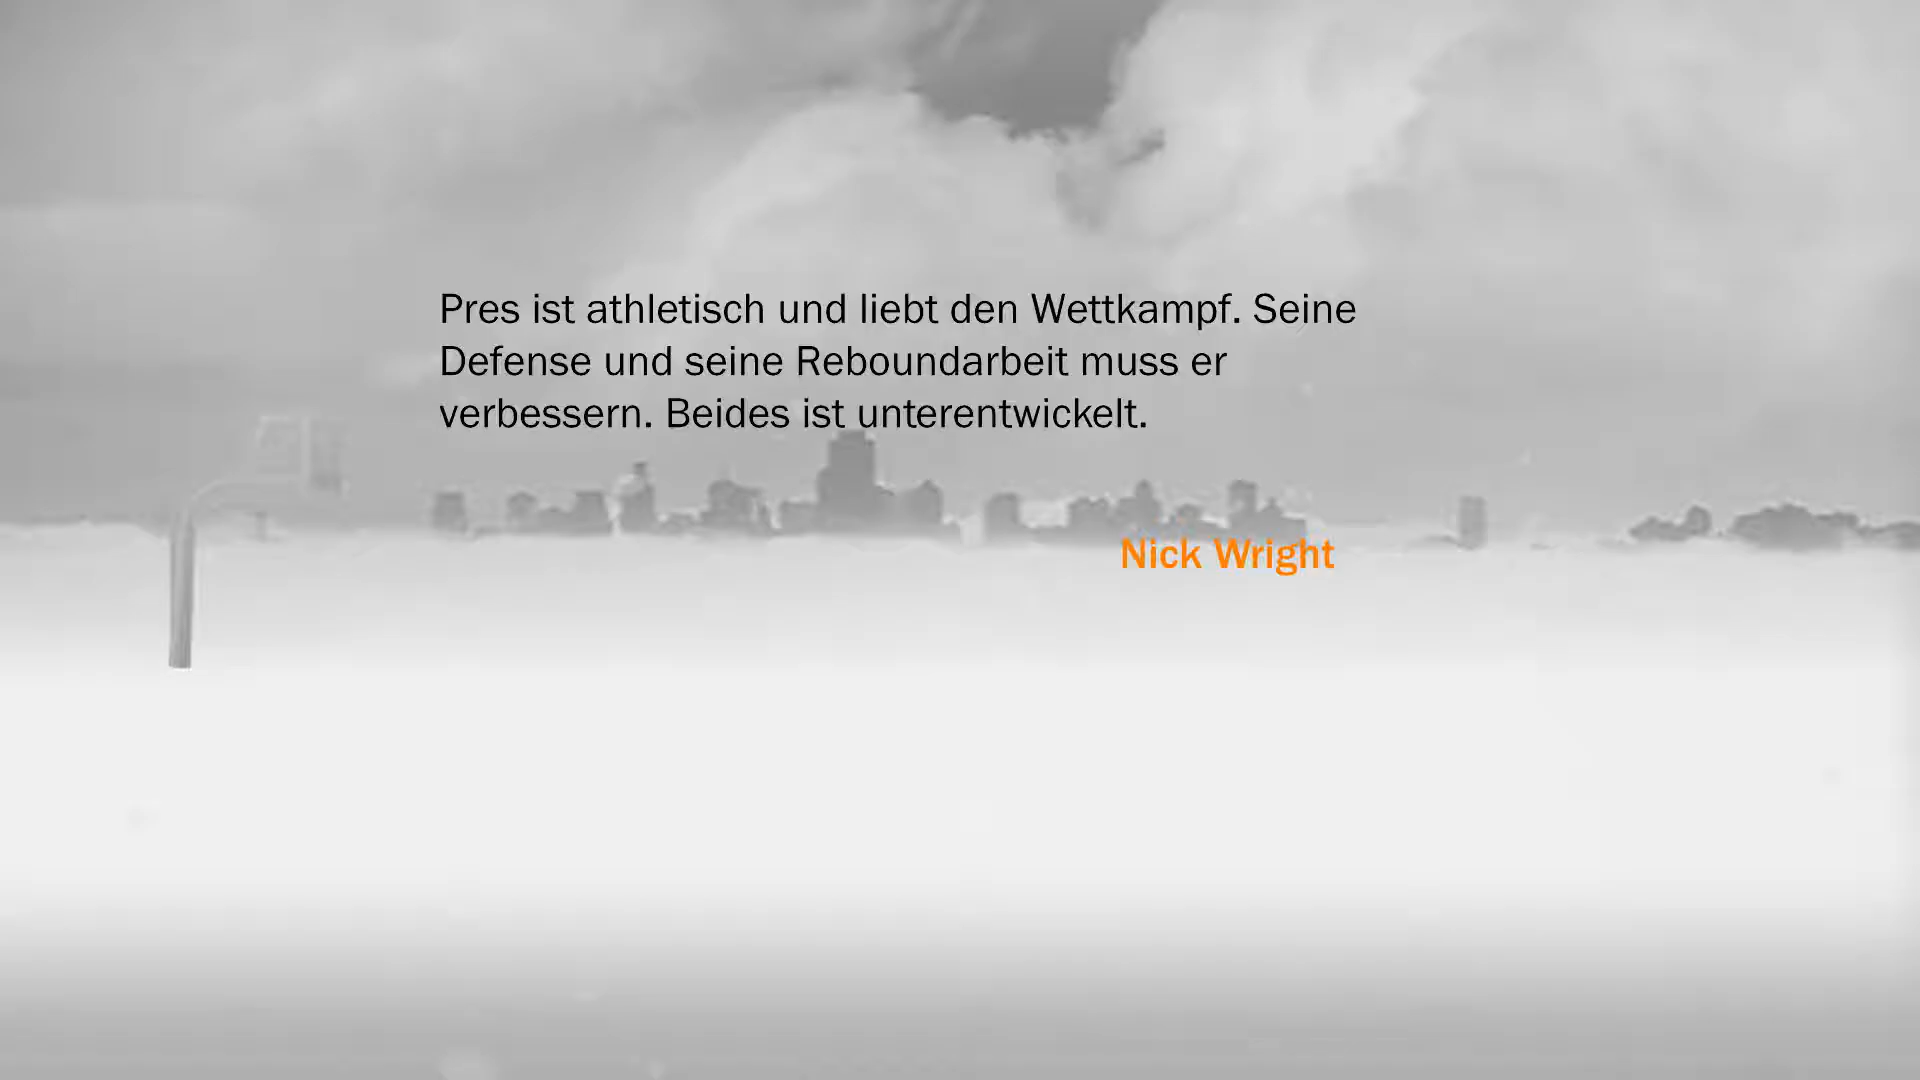 Pres ist athletisch und liebt den Wettkampf. Seine
Defense und seine Reboundarbeit muss er
verbessern. Beides ist unterentwickelt.
Nick Wright